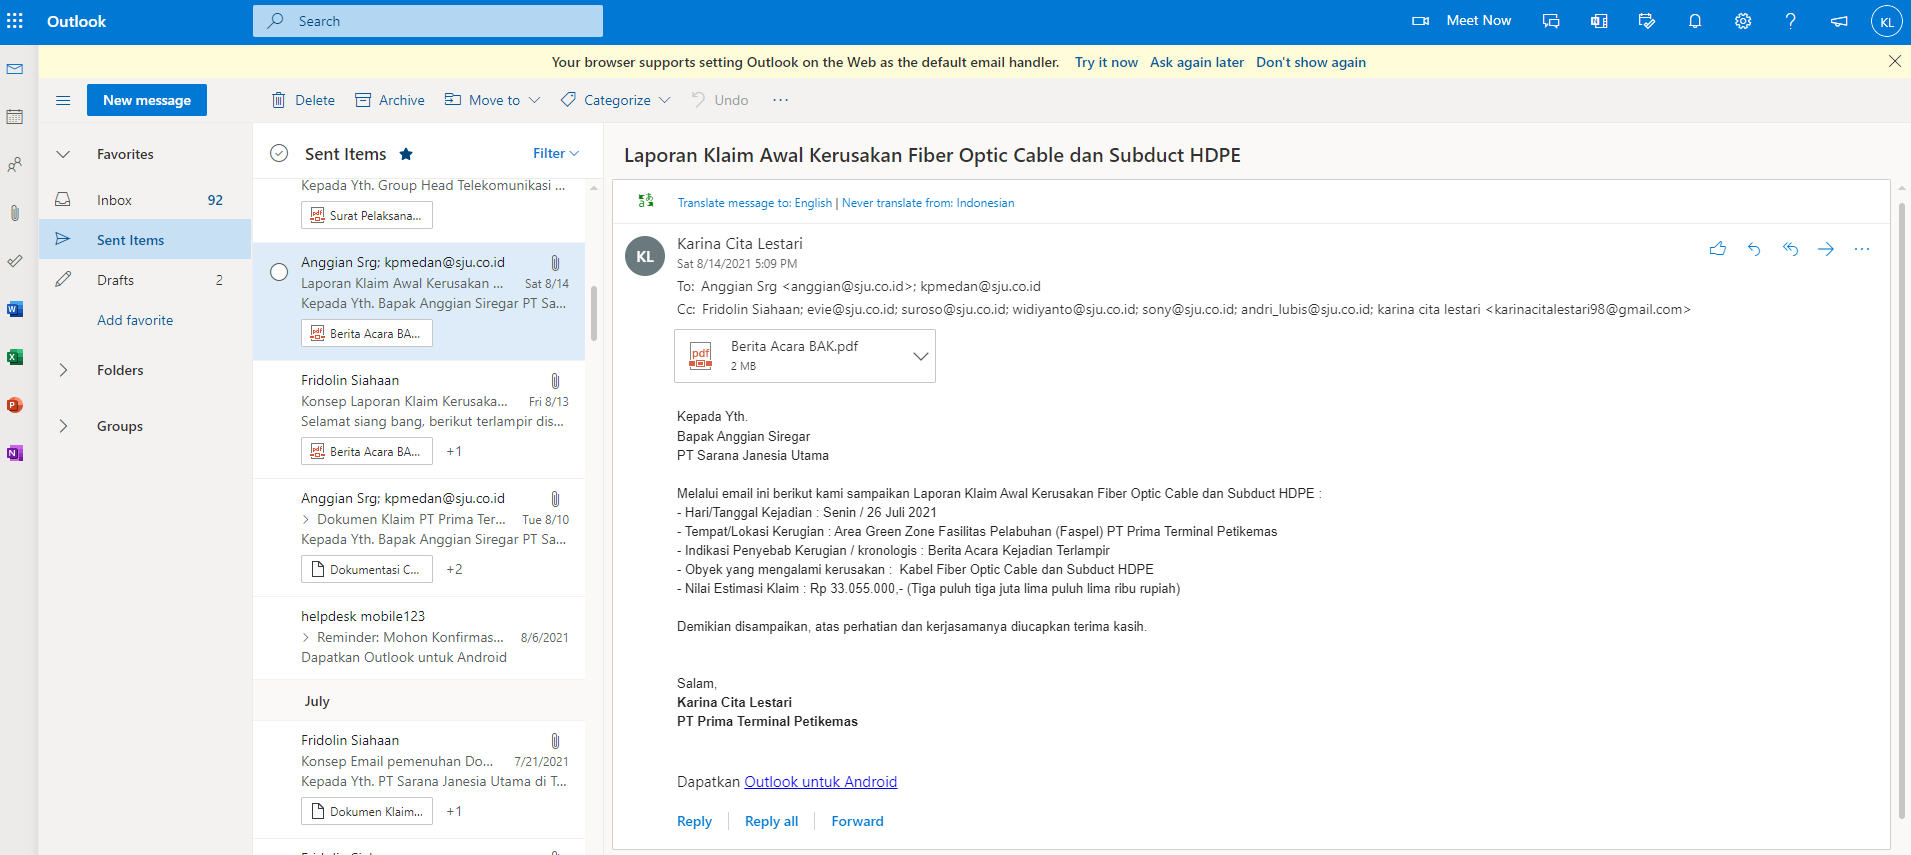 Outlook
Search
Meet Now
KL
Your browser supports setting Outlook on the Web as the default email handler. Try it now Ask again later Don't show again
New message
Delete
Archive
Move to
Categorize
Undo
Favorites
Inbox 92
Sent Items
Drafts 2
Add favorite
Folders
Groups
Sent Items
Filter
Kepada Yth. Group Head Telekomunikasi ...
Surat Pelaksana...
Anggian Srg; kpmedan@sju.co.id
Laporan Klaim Awal Kerusakan ... Sat 8/14
Kepada Yth. Bapak Anggian Siregar PT Sa...
Berita Acara BA...
Fridolin Siahaan
Konsep Laporan Klaim Kerusaka... Fri 8/13
Selamat siang bang, berikut terlampir dis...
Berita Acara BA... +1
Anggian Srg; kpmedan@sju.co.id
Dokumen Klaim PT Prima Ter... Tue 8/10
Kepada Yth. Bapak Anggian Siregar PT Sa...
Dokumentasi C... +2
helpdesk mobile123
Reminder: Mohon Konfirmas... 8/6/2021
Dapatkan Outlook untuk Android
July
Fridolin Siahaan
Konsep Email pemenuhan Do... 7/21/2021
Kepada Yth. PT Sarana Janesia Utama di T...
Dokumen Klaim... +1
Laporan Klaim Awal Kerusakan Fiber Optic Cable dan Subduct HDPE
Translate message to: English | Never translate from: Indonesian
KL
Karina Cita Lestari
Sat 8/14/2021 5:09 PM
To: Anggian Srg <anggian@sju.co.id>; kpmedan@sju.co.id
Cc: Fridolin Siahaan; evie@sju.co.id; suroso@sju.co.id; widiyanto@sju.co.id; sony@sju.co.id; andri_lubis@sju.co.id; karina cita lestari <karinacitalestari98@gmail.com>
pdf
Berita Acara BAK.pdf
2 MB
Kepada Yth.
Bapak Anggian Siregar
PT Sarana Janesia Utama
Melalui email ini berikut kami sampaikan Laporan Klaim Awal Kerusakan Fiber Optic Cable dan Subduct HDPE :
- Hari/Tanggal Kejadian : Senin / 26 Juli 2021
- Tempat/Lokasi Kerugian : Area Green Zone Fasilitas Pelabuhan (Faspel) PT Prima Terminal Petikemas
- Indikasi Penyebab Kerugian / kronologis : Berita Acara Kejadian Terlampir
- Obyek yang mengalami kerusakan :  Kabel Fiber Optic Cable dan Subduct HDPE
- Nilai Estimasi Klaim : Rp 33.055.000,- (Tiga puluh tiga juta lima puluh lima ribu rupiah)
Demikian disampaikan, atas perhatian dan kerjasamanya diucapkan terima kasih.
Salam,
Karina Cita Lestari
PT Prima Terminal Petikemas
Dapatkan Outlook untuk Android
Reply
Reply all
Forward